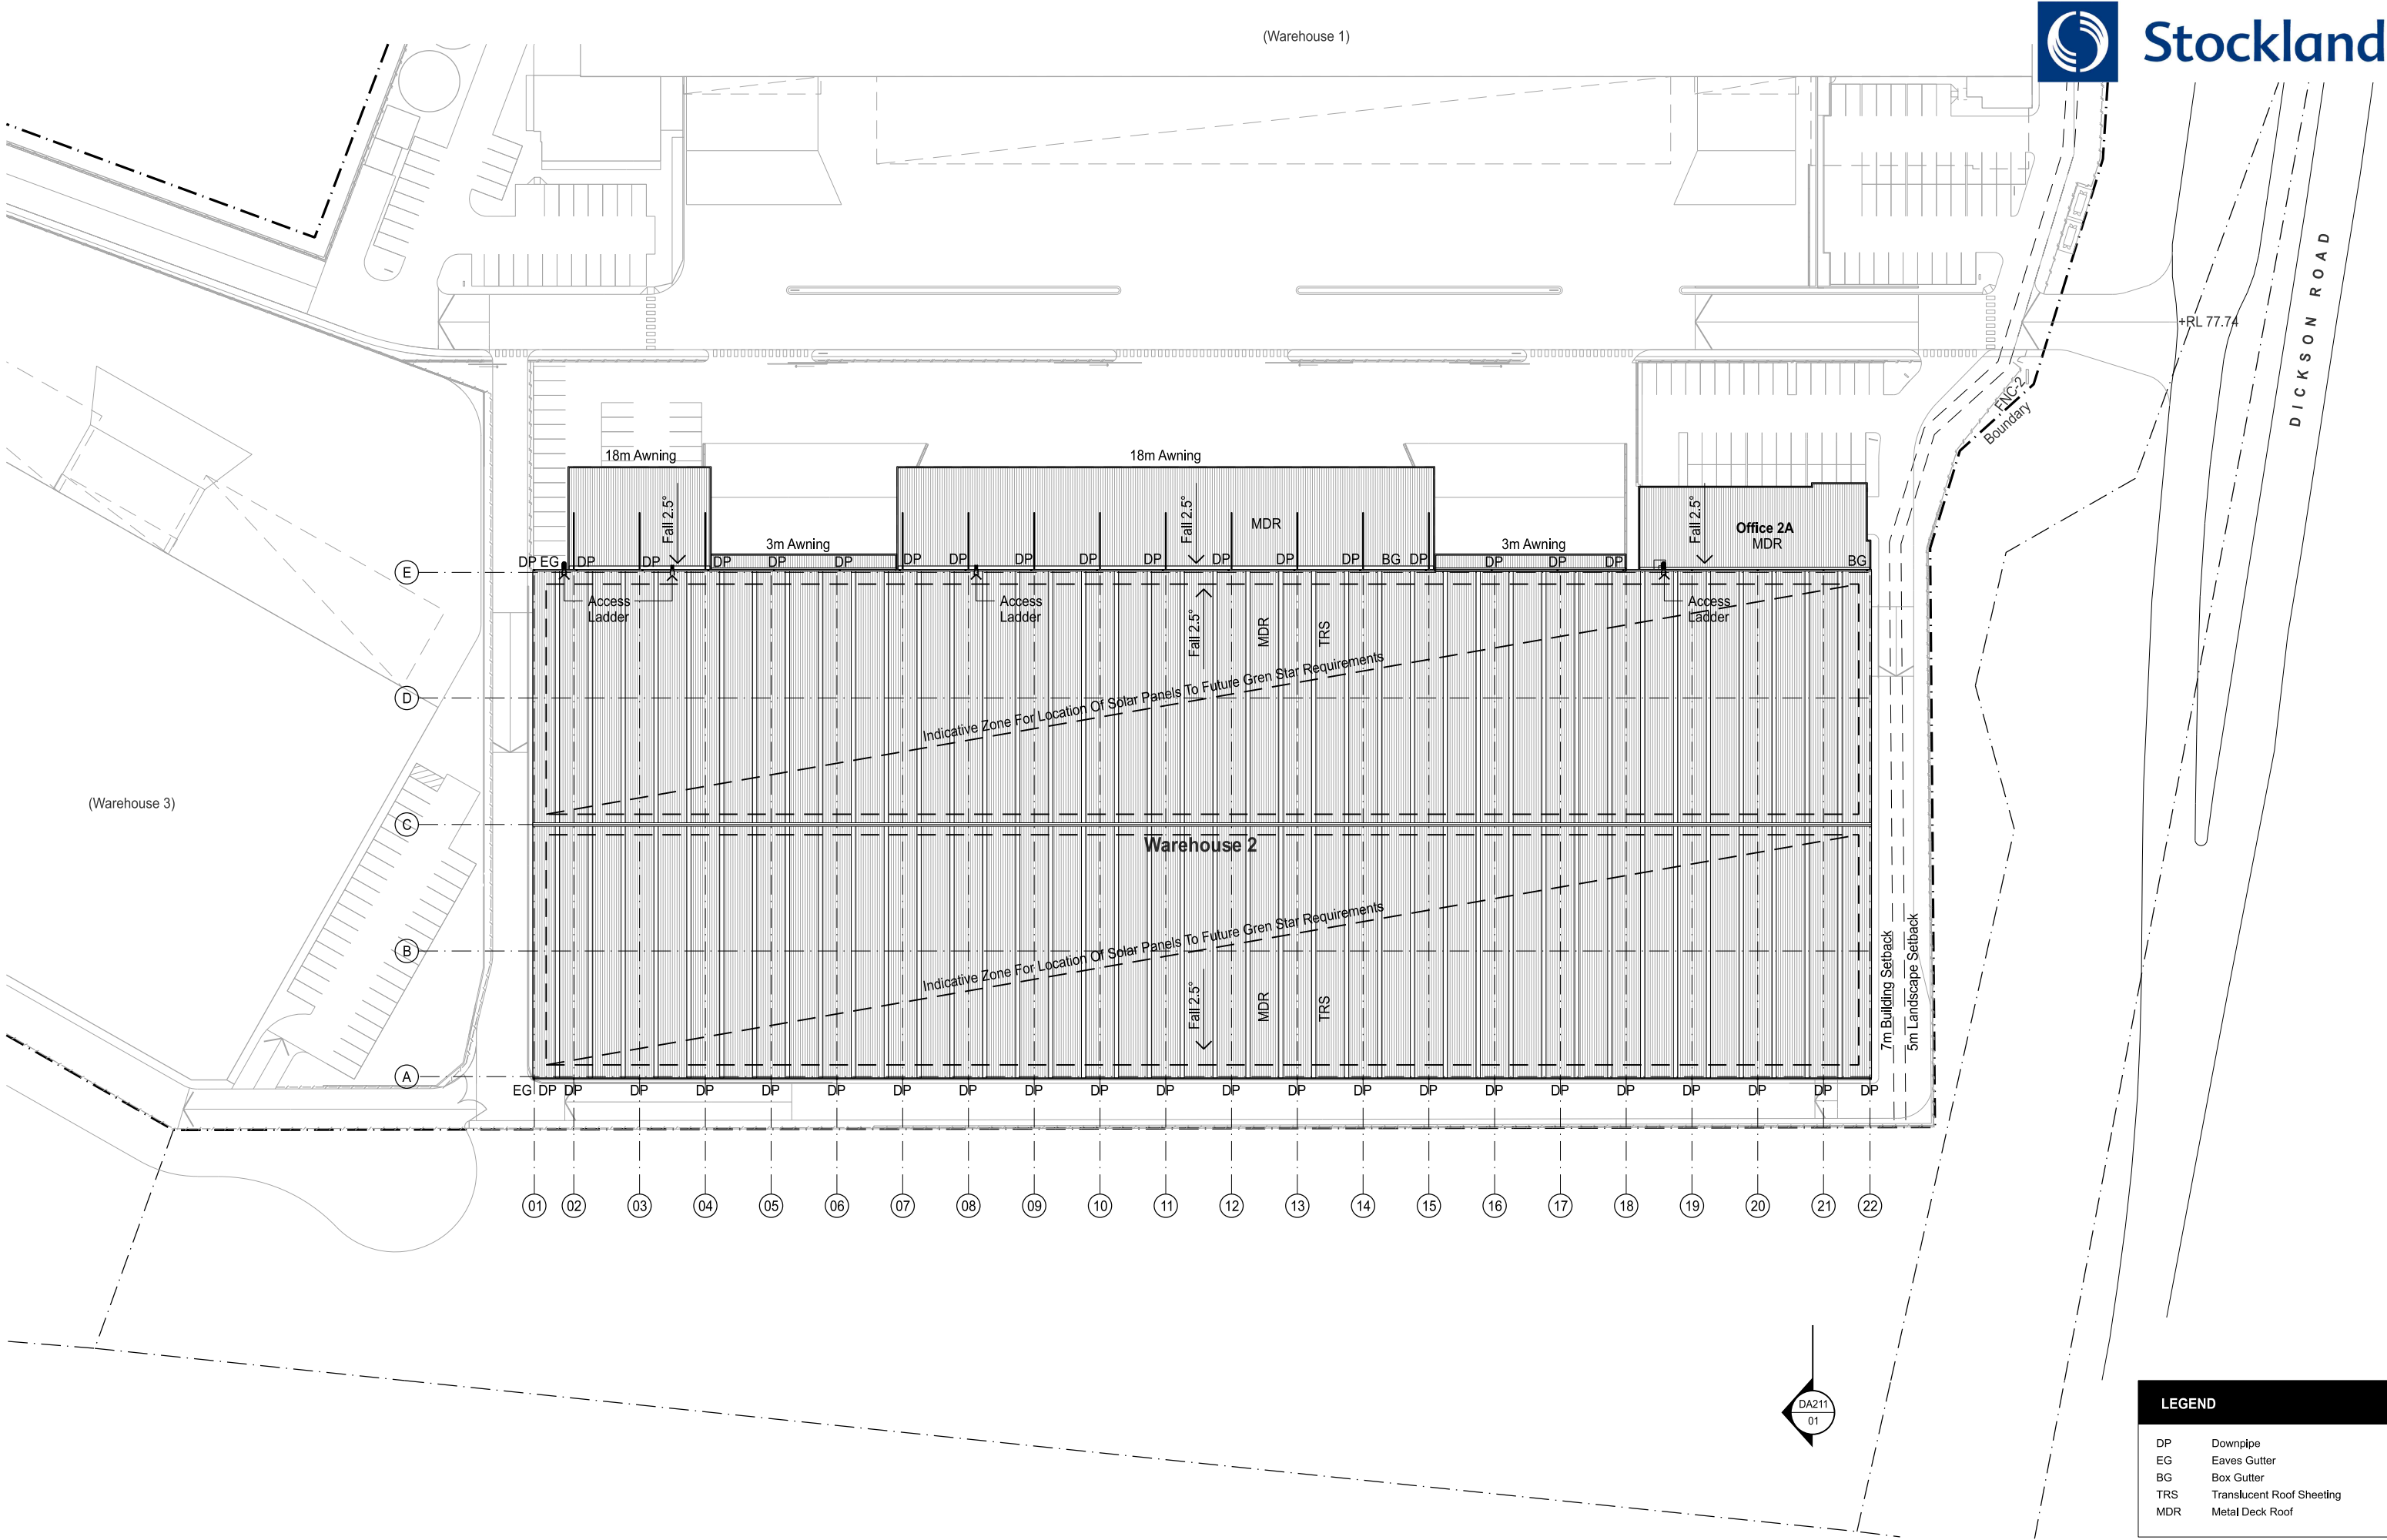 (Warehouse 1)
Stockland
DICKSON ROAD
+RL 77.74
FNC-2
Boundary
18m Awning
18m Awning
Fall 2.5°
Fall 2.5°
MDR
Fall 2.5°
Office 2A
MDR
3m Awning
3m Awning
DP EG DP DP DP DP DP DP DP DP DP DP DP DP DP BG DP DP DP DP BG
E
Access
Ladder
Access
Ladder
Access
Ladder
Fall 2.5°
MDR
TRS
Indicative Zone For Location Of Solar Panels To Future Gren Star Requirements
D
(Warehouse 3)
C
Warehouse 2
Indicative Zone For Location Of Solar Panels To Future Gren Star Requirements
B
Fall 2.5°
MDR
TRS
7m Building Setback
5m Landscape Setback
A
EG DP DP DP DP DP DP DP DP DP DP DP DP DP DP DP DP DP DP DP DP DP DP
01 02 03 04 05 06 07 08 09 10 11 12 13 14 15 16 17 18 19 20 21 22
DA211
01
LEGEND
DP Downpipe
EG Eaves Gutter
BG Box Gutter
TRS Translucent Roof Sheeting
MDR Metal Deck Roof